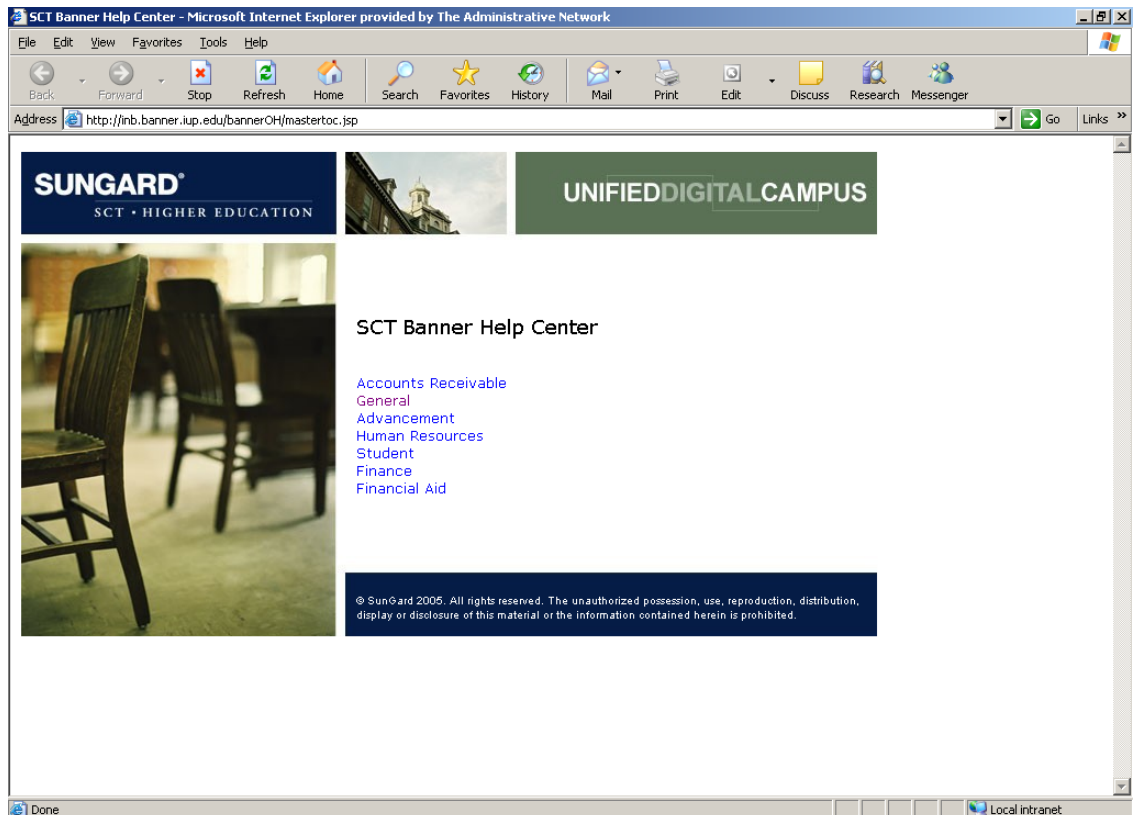 SCT Banner Help Center - Microsoft Internet Explorer provided by The Administrative Network
File Edit View Favorites Tools Help
Back Forward Stop Refresh Home Search Favorites History Mail Print Edit Discuss Research Messenger
Address http://inb.banner.iup.edu/bannerOH/mastertoc.jsp Go Links »
SUNGARD®
SCT • HIGHER EDUCATION
UNIFIEDDIGITALCAMPUS
SCT Banner Help Center
Accounts Receivable
General
Advancement
Human Resources
Student
Finance
Financial Aid
© SunGard 2005. All rights reserved. The unauthorized possession, use, reproduction, distribution,
display or disclosure of this material or the information contained herein is prohibited.
Done Local intranet